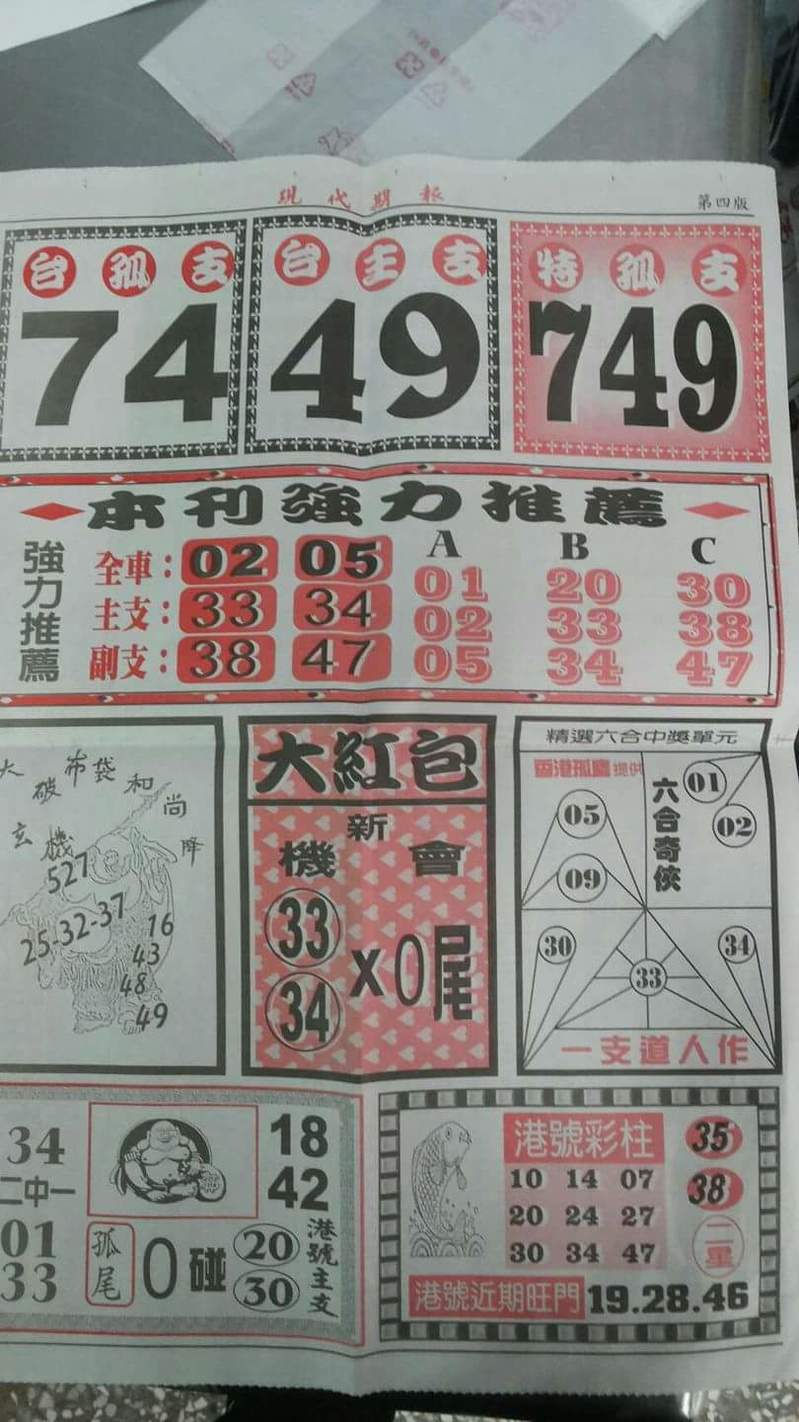 現代期報
第四版
台孤支
74
台主支
49
特孤支
749
本刊強力推薦
強力推薦
全車：02 05
主支：33 34
副支：38 47
A B C
01 20 30
02 33 38
05 34 47
大破布袋和尚降
玄機
527
25-32-37
16
43
48
49
大紅包
新
機會
33
34
X0尾
精選六合中獎單元
香港孤鷹提供
六合奇俠
01
02
05
09
30
33
34
一支道人作
34
二中一
01
33
18
42
孤尾
0碰
20
30
港號主支
港號彩柱
10 14 07
20 24 27
30 34 47
35
38
二星
港號近期旺門19.28.46